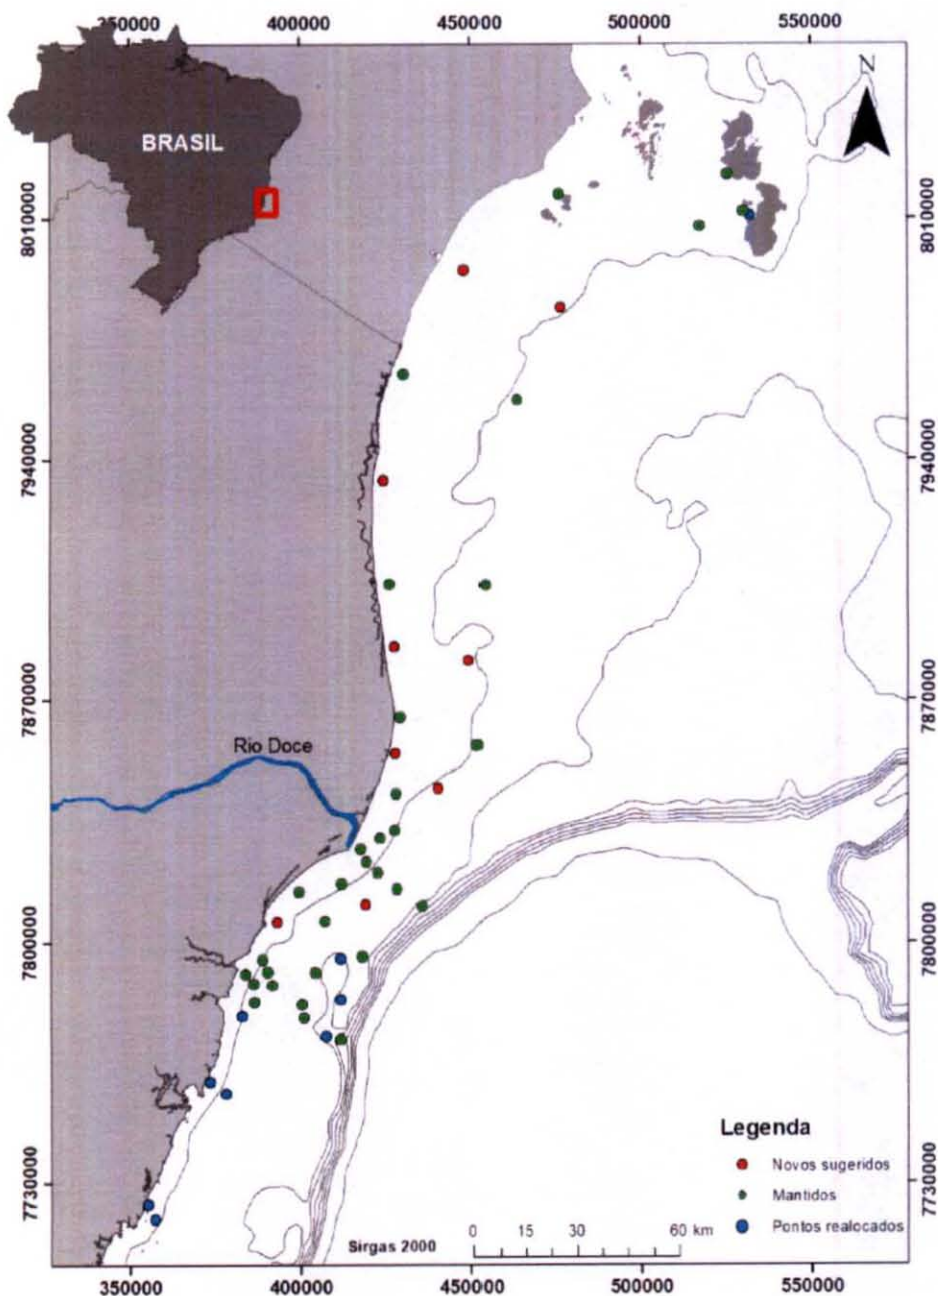 350000 400000 450000 500000 550000
N
BRASIL
8010000 8010000
7940000 7940000
7870000 7870000
Rio Doce
7800000 7800000
7730000 7730000
Legenda
Novos sugeridos
Mantidos
Pontos realocados
0 15 30 60 km
Sirgas 2000
350000 400000 450000 500000 550000